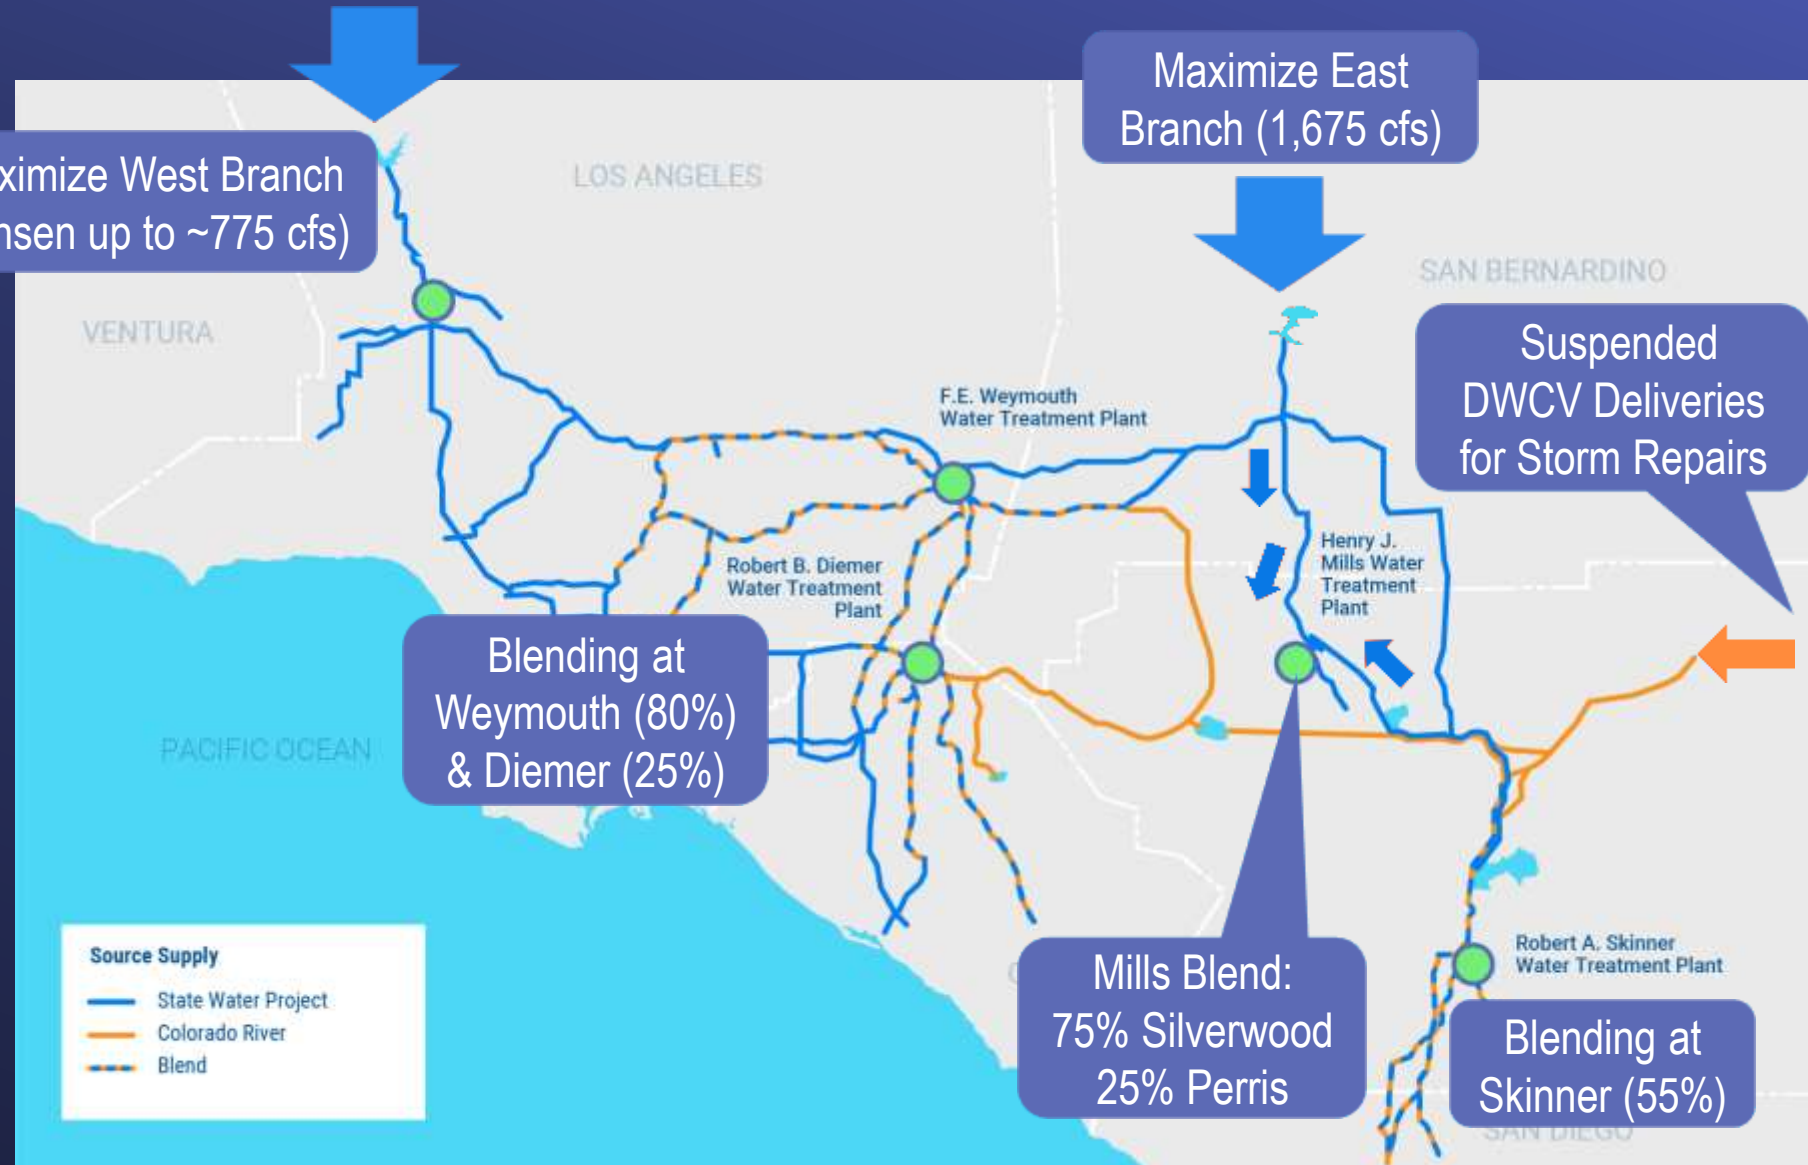 Maximize East
Branch (1,675 cfs)
West Branch
up to ~775 cfs)
LOS ANGELES
SAN BERNARDINO
VENTURA
Suspended
DWCV Deliveries
for Storm Repairs
F.E. Weymouth
Water Treatment Plant
Henry J.
Mills Water
Treatment
Plant
Robert B. Diemer
Water Treatment
Plant
Blending at
Weymouth (80%)
& Diemer (25%)
PACIFIC OCEAN
Source Supply
State Water Project
Colorado River
Blend
Mills Blend:
75% Silverwood
25% Perris
Robert A. Skinner
Water Treatment Plant
Blending at
Skinner (55%)
SAN DIEGO